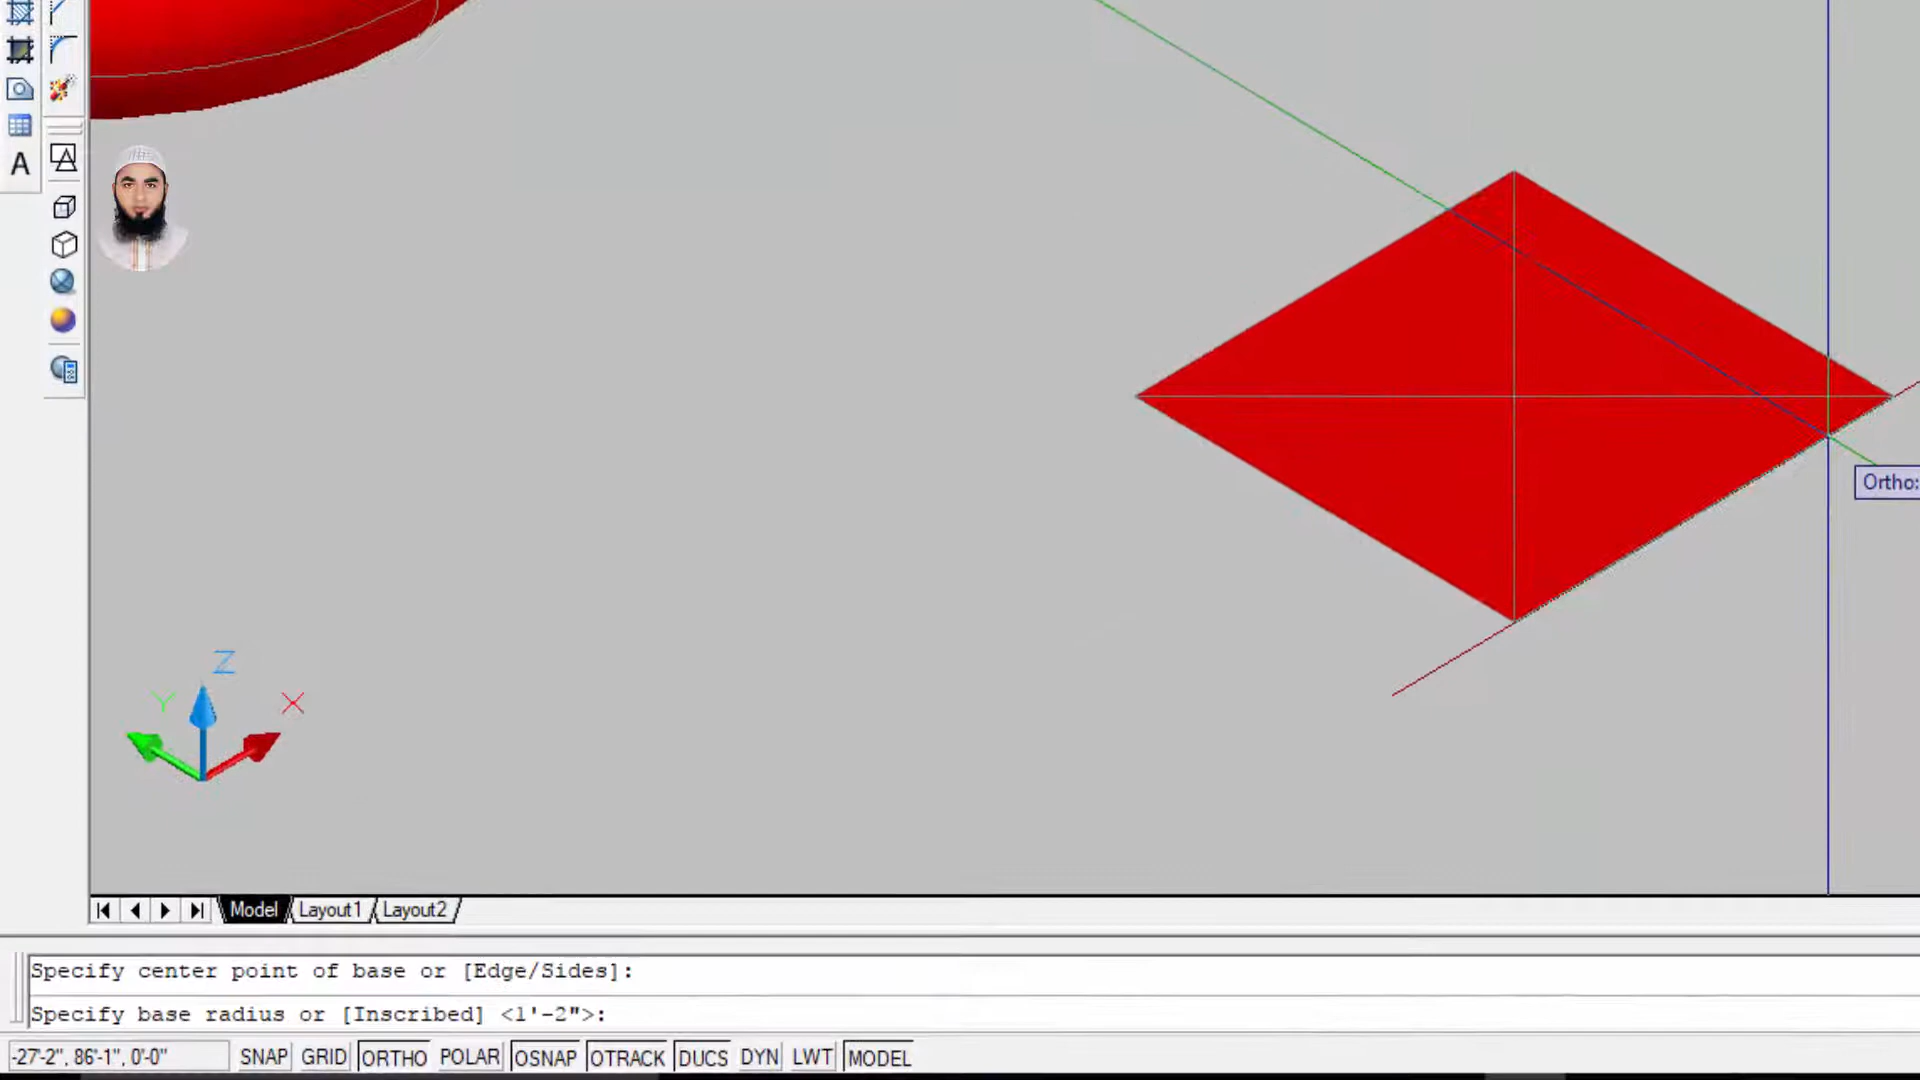 A
Ortho:
Z
Y
X
Model Layout1 Layout2
Specify center point of base or [Edge/Sides]:
Specify base radius or [Inscribed] <1'-2">:
-27'-2", 86'-1", 0'-0" SNAP GRID ORTHO POLAR OSNAP OTRACK DUCS DYN LWT MODEL